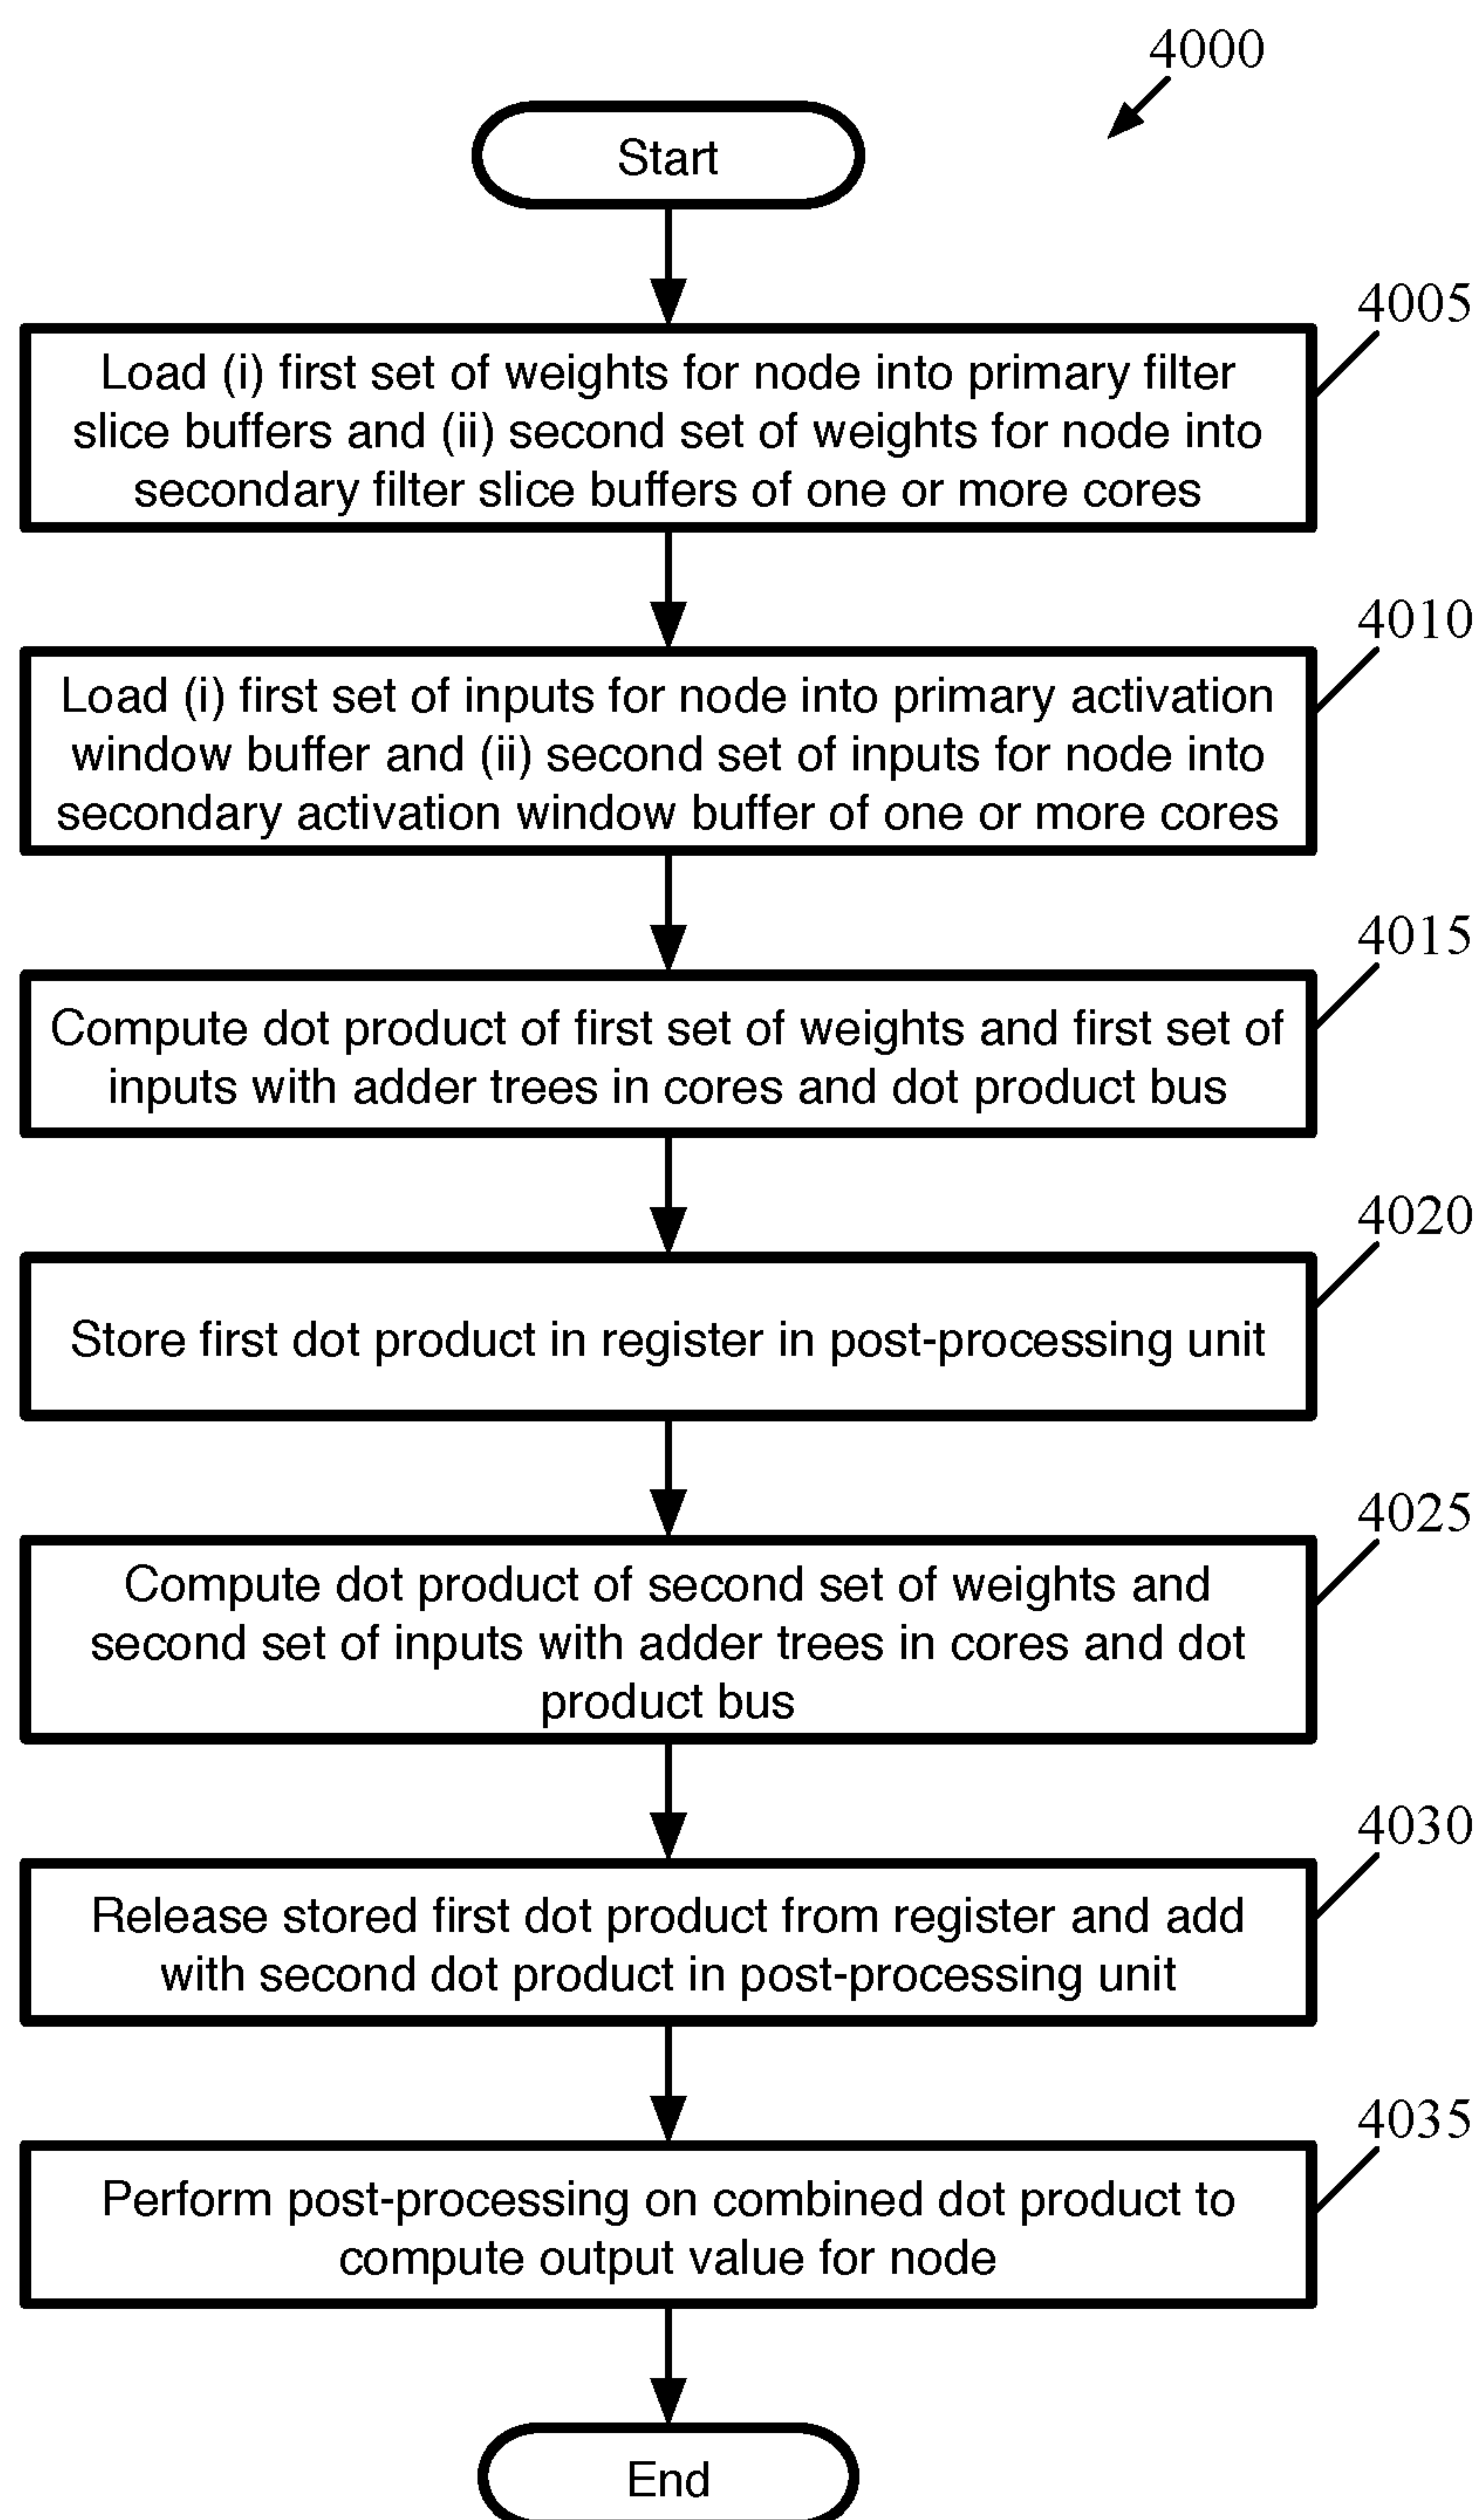 4000
Start
4005
Load (i) first set of weights for node into primary filter
slice buffers and (ii) second set of weights for node into
secondary filter slice buffers of one or more cores
4010
Load (i) first set of inputs for node into primary activation
window buffer and (ii) second set of inputs for node into
secondary activation window buffer of one or more cores
4015
Compute dot product of first set of weights and first set of
inputs with adder trees in cores and dot product bus
4020
Store first dot product in register in post-processing unit
4025
Compute dot product of second set of weights and
second set of inputs with adder trees in cores and dot
product bus
4030
Release stored first dot product from register and add
with second dot product in post-processing unit
4035
Perform post-processing on combined dot product to
compute output value for node
End